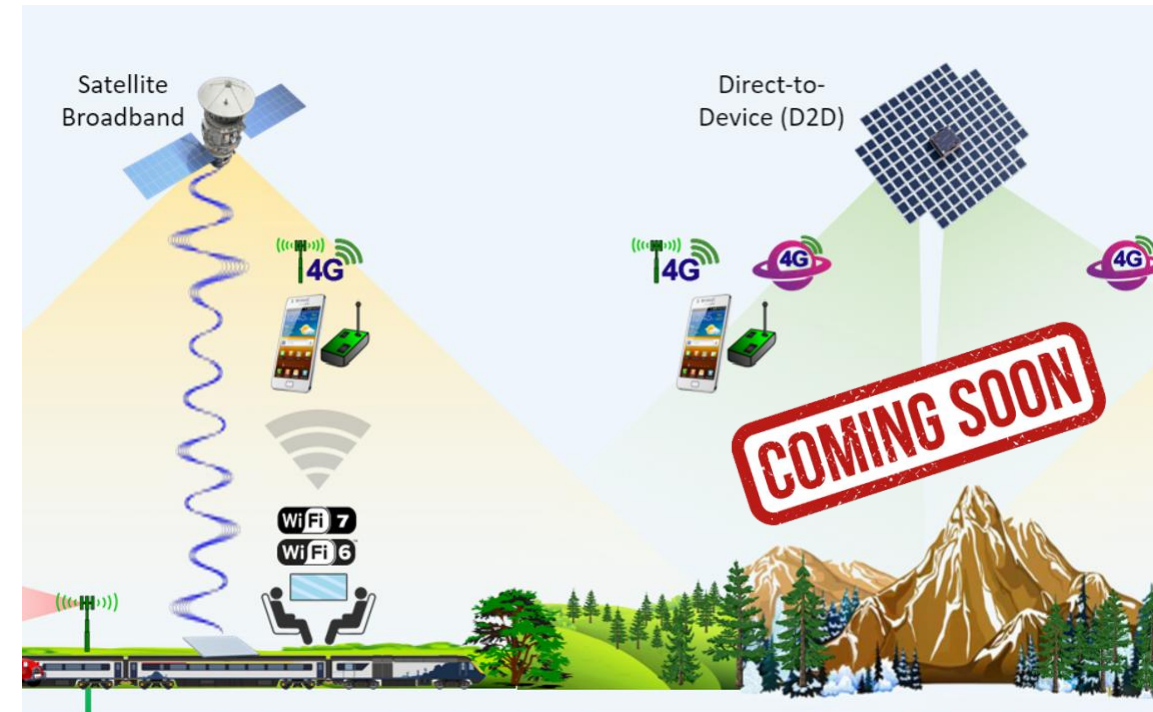 Satellite
Broadband
Direct-to-
Device (D2D)
4G
4G
4G
4G
COMING SOON
WiFi 7
WiFi 6